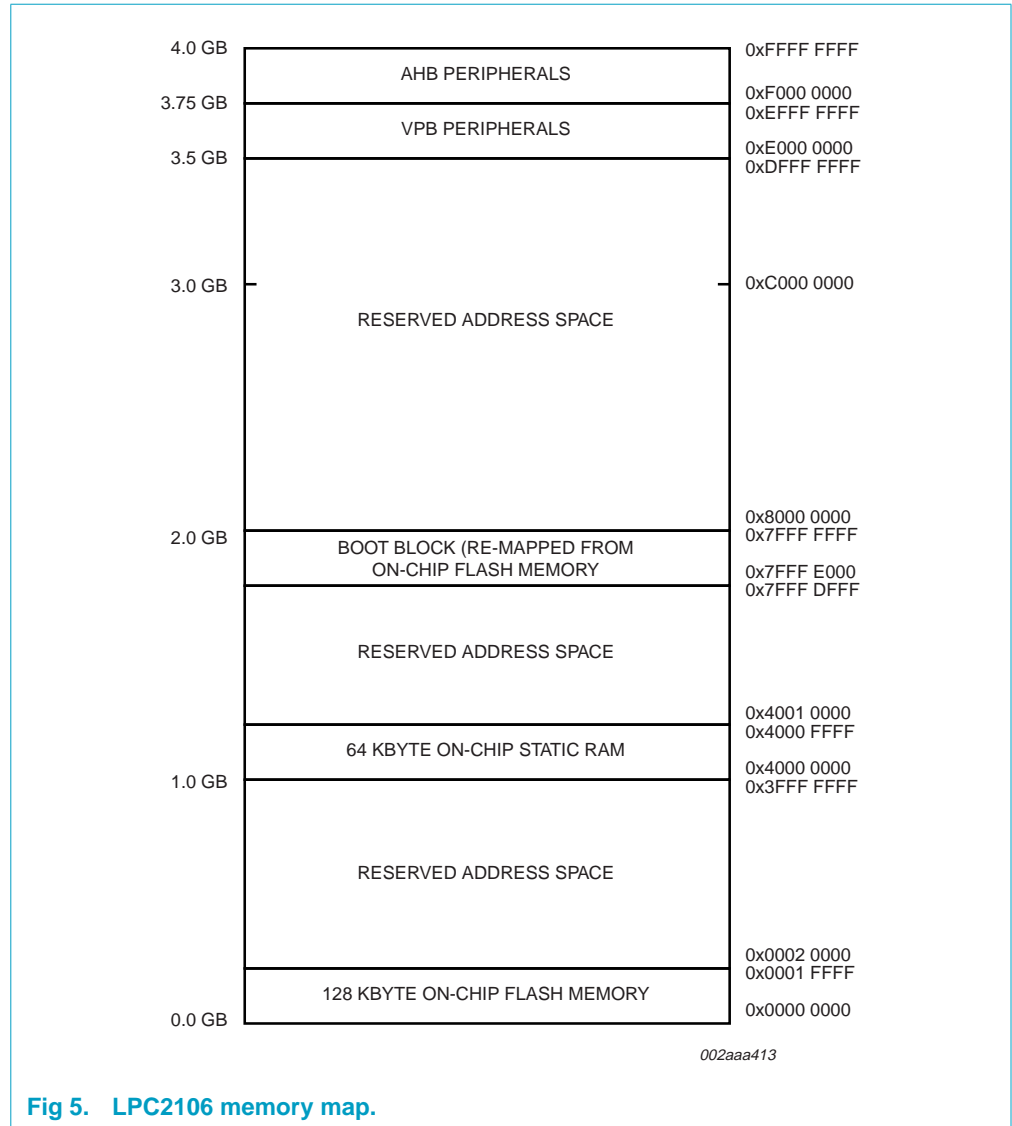 4.0 GB
0xFFFF FFFF
AHB PERIPHERALS
0xF000 0000
3.75 GB
0xEFFF FFFF
VPB PERIPHERALS
0xE000 0000
3.5 GB
0xDFFF FFFF
3.0 GB
0xC000 0000
RESERVED ADDRESS SPACE
0x8000 0000
2.0 GB
0x7FFF FFFF
BOOT BLOCK (RE-MAPPED FROM
ON-CHIP FLASH MEMORY
0x7FFF E000
0x7FFF DFFF
RESERVED ADDRESS SPACE
0x4001 0000
0x4000 FFFF
64 KBYTE ON-CHIP STATIC RAM
0x4000 0000
1.0 GB
0x3FFF FFFF
RESERVED ADDRESS SPACE
0x0002 0000
0x0001 FFFF
128 KBYTE ON-CHIP FLASH MEMORY
0x0000 0000
0.0 GB
002aaa413
Fig 5. LPC2106 memory map.